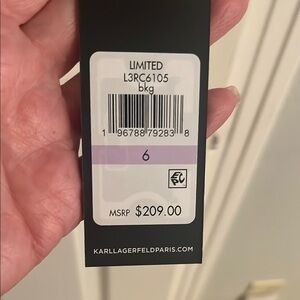 LIMITED
L3RC6105
bkg
1 96788 79283 8
6
MSRP $209.00
KARLLAGERFELDPARIS.COM